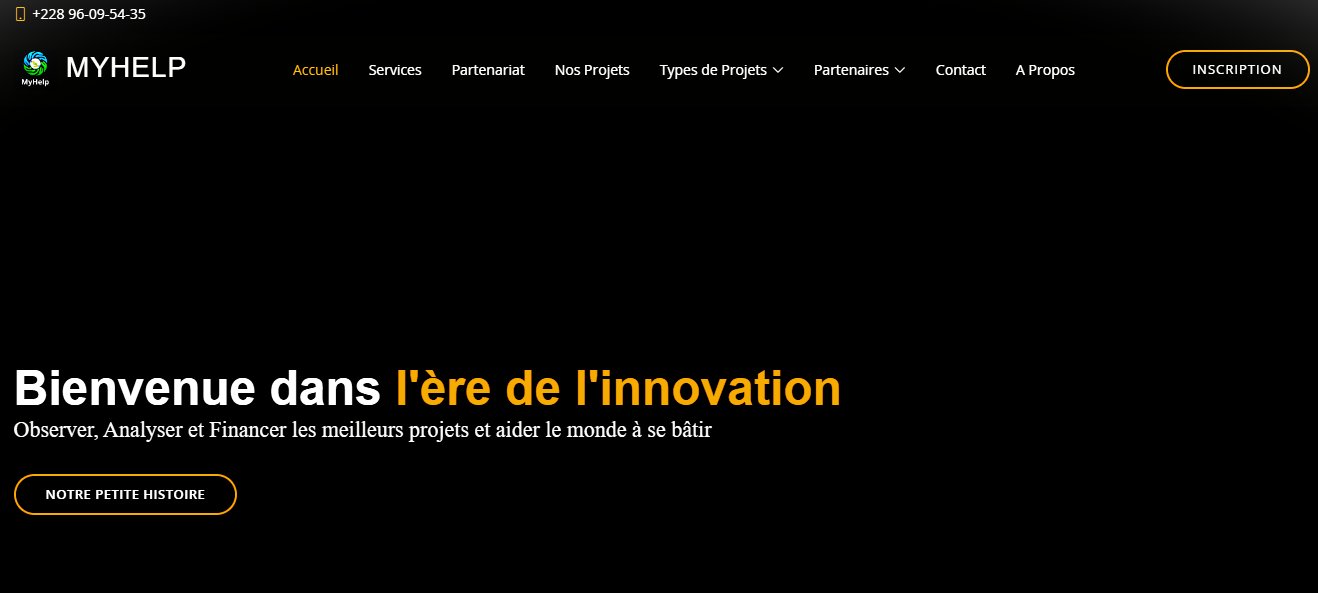 +228 96-09-54-35
MyHelp
MYHELP
Accueil Services Partenariat Nos Projets Types de Projets Partenaires Contact A Propos INSCRIPTION
Bienvenue dans l'ère de l'innovation
Observer, Analyser et Financer les meilleurs projets et aider le monde à se bâtir
NOTRE PETITE HISTOIRE